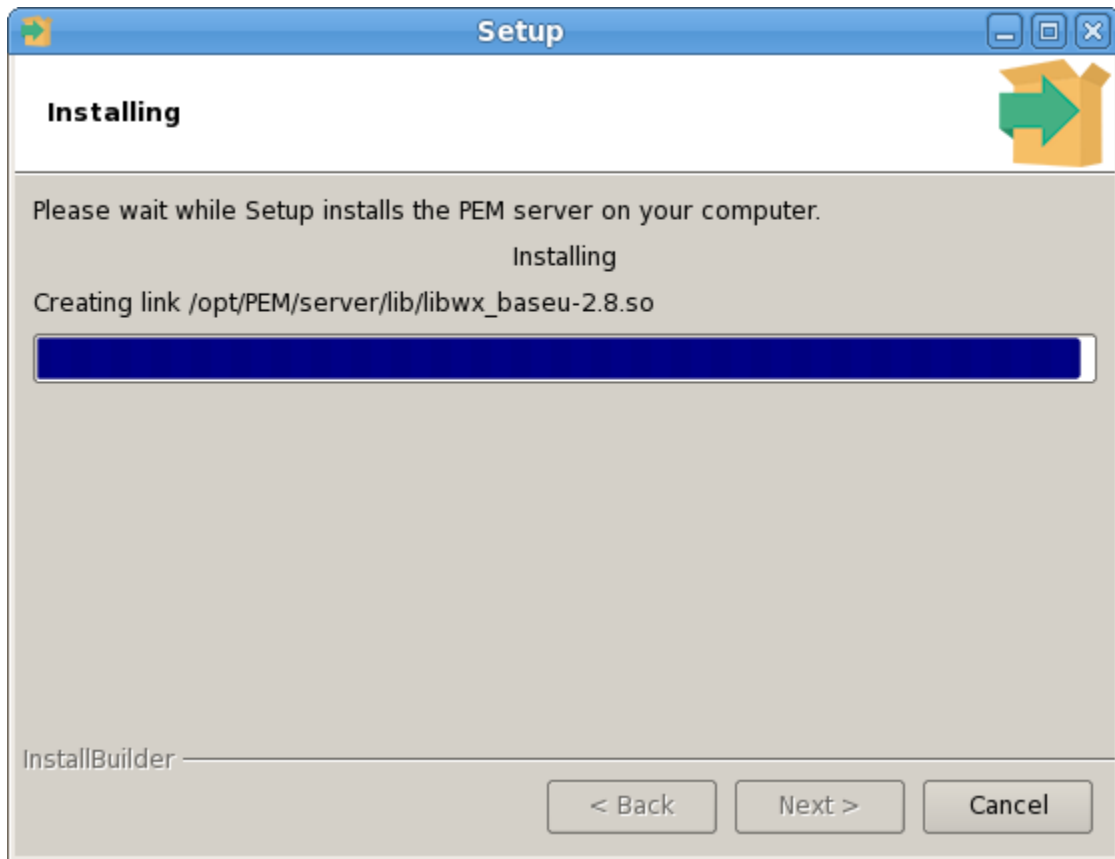 Setup
Installing
Please wait while Setup installs the PEM server on your computer.
Installing
Creating link /opt/PEM/server/lib/libwx_baseu-2.8.so
InstallBuilder
< Back Next > Cancel